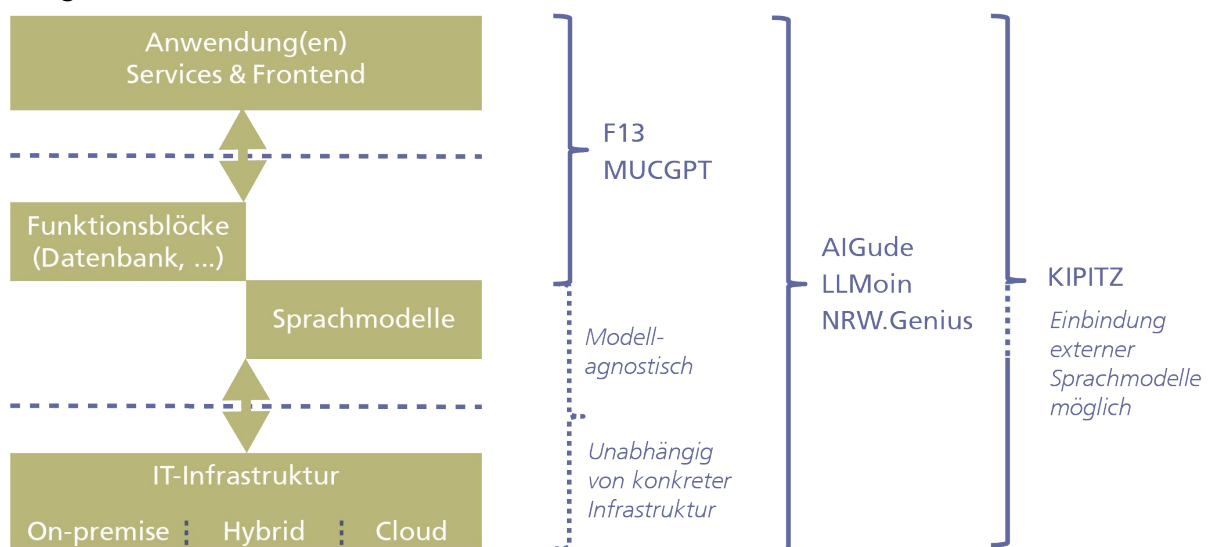 Anwendung(en)
Services & Frontend
Funktionsblöcke
(Datenbank, ...)
Sprachmodelle
IT-Infrastruktur
On-premise
Hybrid
Cloud
F13
MUCGPT
Modell-
agnostisch
Unabhängig
von konkreter
Infrastruktur
AIGude
LLMoin
NRW.Genius
KIPITZ
Einbindung
externer
Sprachmodelle
möglich